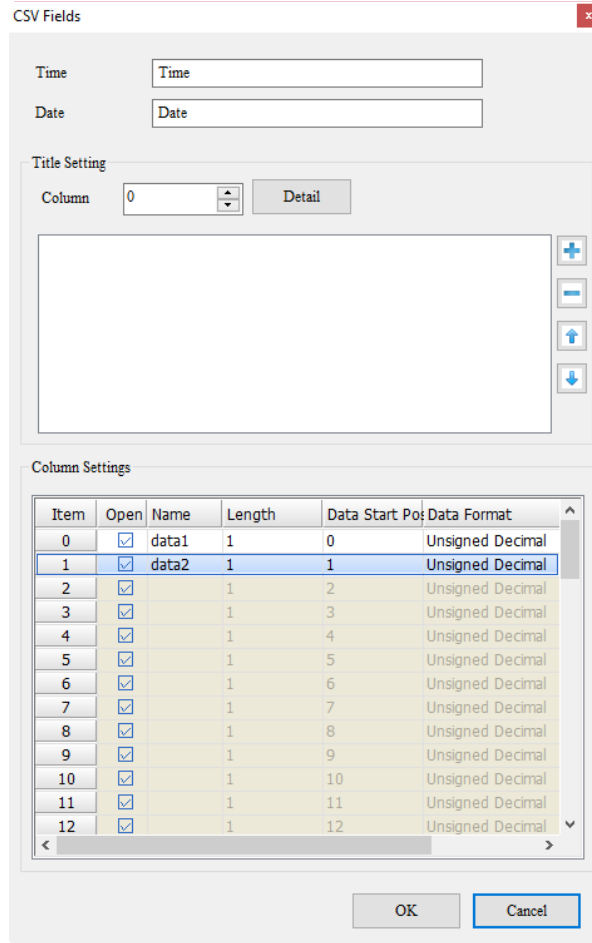 CSV Fields
x
Time Time
Date Date
Title Setting
Column 0 Detail
Column Settings
Item Open Name Length Data Start Pos Data Format
0 data1 1 0 Unsigned Decimal
1 data2 1 1 Unsigned Decimal
2 1 2 Unsigned Decimal
3 1 3 Unsigned Decimal
4 1 4 Unsigned Decimal
5 1 5 Unsigned Decimal
6 1 6 Unsigned Decimal
7 1 7 Unsigned Decimal
8 1 8 Unsigned Decimal
9 1 9 Unsigned Decimal
10 1 10 Unsigned Decimal
11 1 11 Unsigned Decimal
12 1 12 Unsigned Decimal
OK Cancel